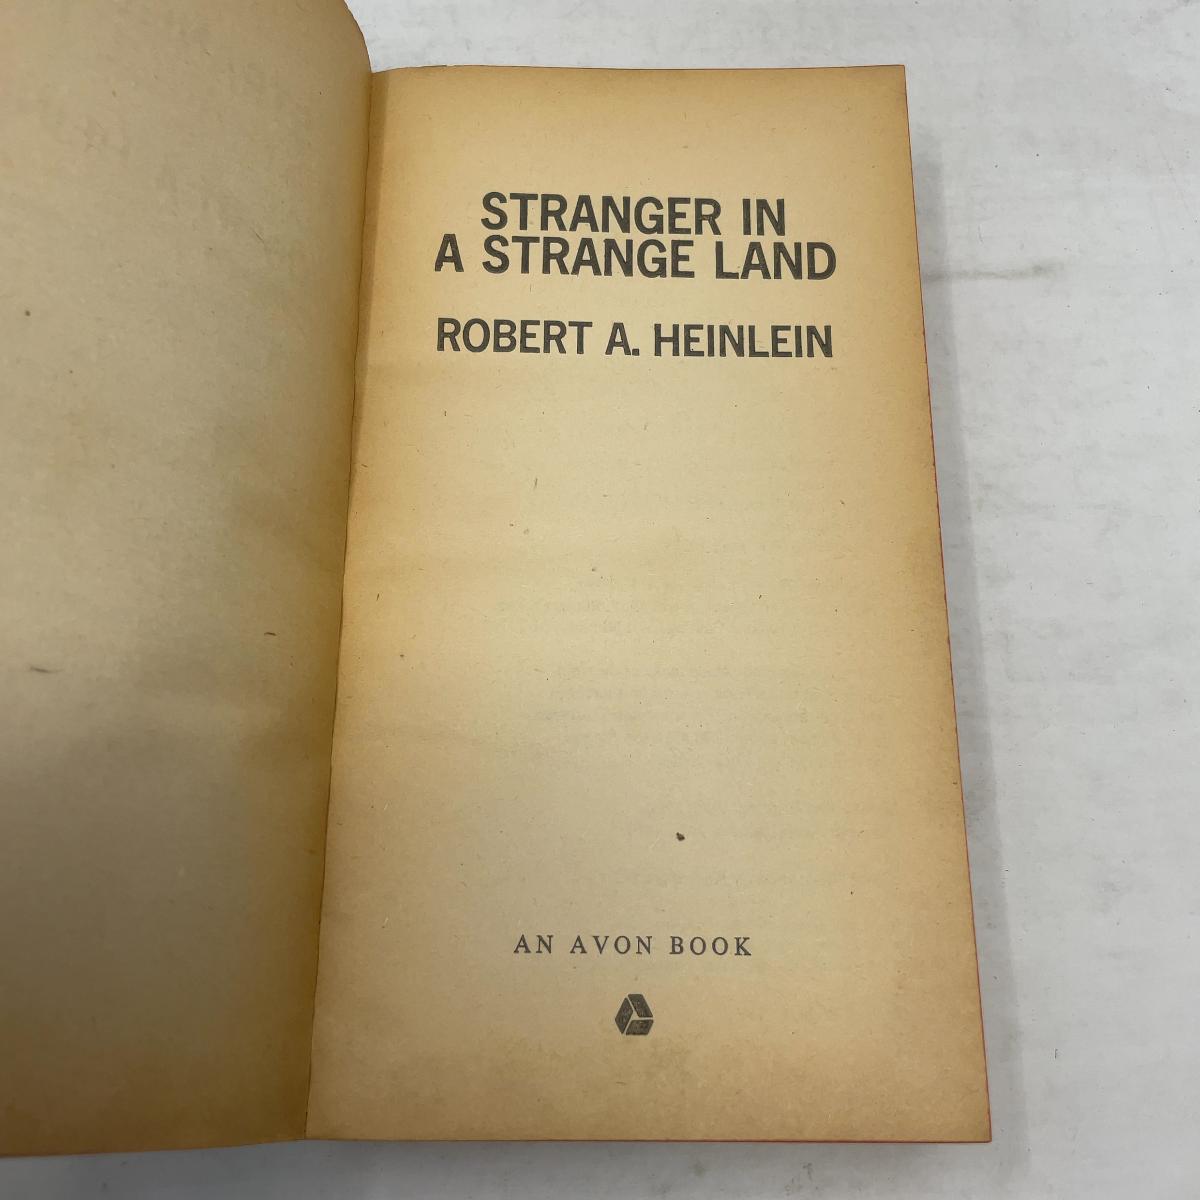 STRANGER IN
A STRANGE LAND
ROBERT A. HEINLEIN
AN AVON BOOK